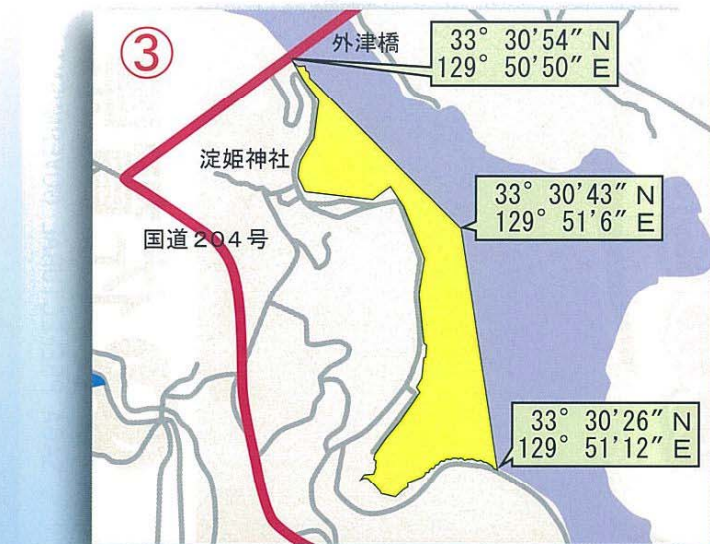 ③
外津橋
33° 30'54″ N
129° 50'50″ E
淀姫神社
33° 30'43″ N
129° 51'6″ E
国道204号
33° 30'26″ N
129° 51'12″ E